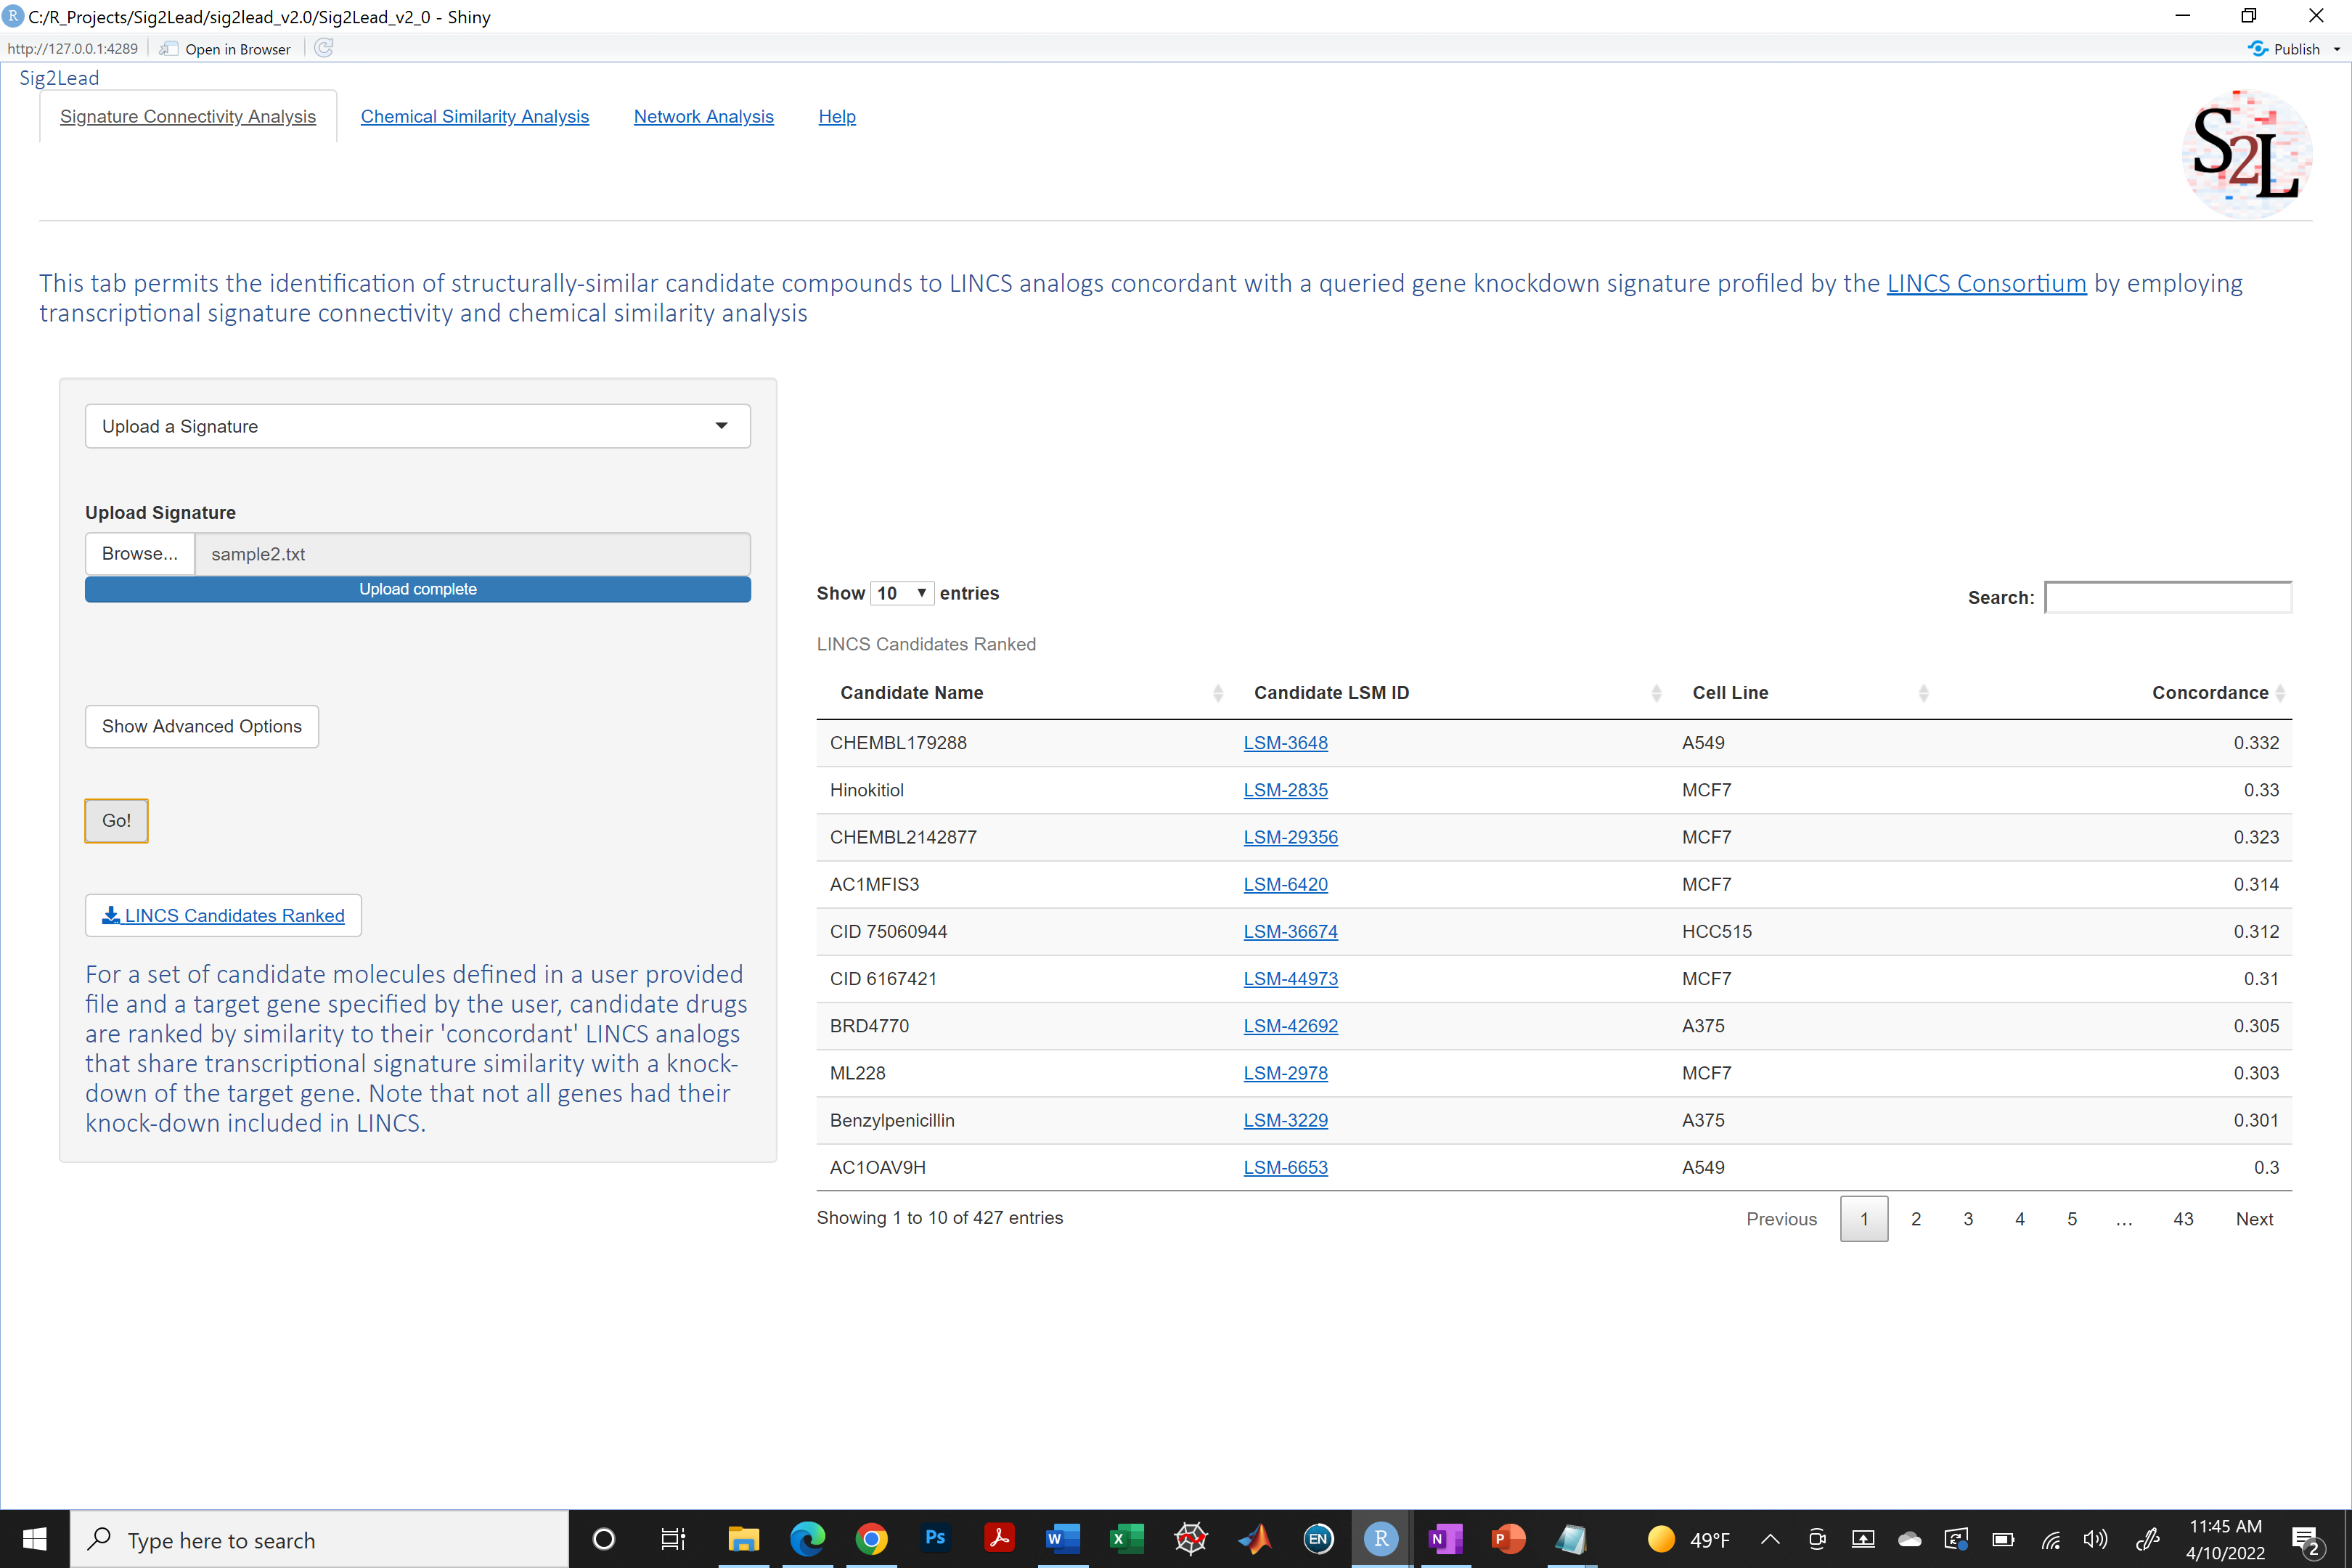 C:/R_Projects/Sig2Lead/sig2lead_v2.0/Sig2Lead_v2_0 - Shiny
http://127.0.0.1:4289 Open in Browser Publish
Sig2Lead
Signature Connectivity Analysis Chemical Similarity Analysis Network Analysis Help
S2L
This tab permits the identification of structurally-similar candidate compounds to LINCS analogs concordant with a queried gene knockdown signature profiled by the LINCS Consortium by employing
transcriptional signature connectivity and chemical similarity analysis
Upload a Signature
Upload Signature
Browse... sample2.txt
Upload complete
Show Advanced Options
Go!
LINCS Candidates Ranked
For a set of candidate molecules defined in a user provided
file and a target gene specified by the user, candidate drugs
are ranked by similarity to their 'concordant' LINCS analogs
that share transcriptional signature similarity with a knock-
down of the target gene. Note that not all genes had their
knock-down included in LINCS.
Show 10 entries Search:
LINCS Candidates Ranked
Candidate Name Candidate LSM ID Cell Line Concordance
CHEMBL179288 LSM-3648 A549 0.332
Hinokitiol LSM-2835 MCF7 0.33
CHEMBL2142877 LSM-29356 MCF7 0.323
AC1MFIS3 LSM-6420 MCF7 0.314
CID 75060944 LSM-36674 HCC515 0.312
CID 6167421 LSM-44973 MCF7 0.31
BRD4770 LSM-42692 A375 0.305
ML228 LSM-2978 MCF7 0.303
Benzylpenicillin LSM-3229 A375 0.301
AC1OAV9H LSM-6653 A549 0.3
Showing 1 to 10 of 427 entries Previous 1 2 3 4 5 … 43 Next
Type here to search Ps W X EN R N P 49°F 11:45 AM
4/10/2022 2